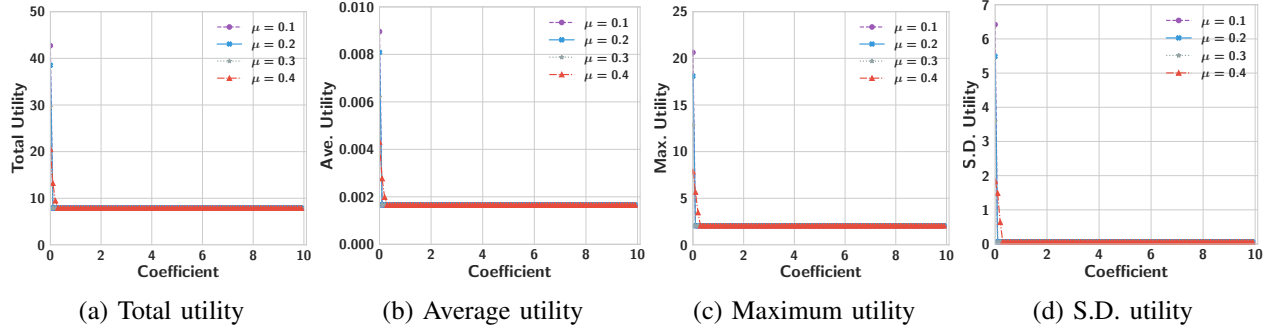 50
40
30
20
10
0
Total Utility
0 2 4 6 8 10
Coefficient
μ = 0.1
μ = 0.2
μ = 0.3
μ = 0.4
(a) Total utility
0.010
0.008
0.006
0.004
0.002
0.000
Ave. Utility
0 2 4 6 8 10
Coefficient
μ = 0.1
μ = 0.2
μ = 0.3
μ = 0.4
(b) Average utility
25
20
15
10
5
0
Max. Utility
0 2 4 6 8 10
Coefficient
μ = 0.1
μ = 0.2
μ = 0.3
μ = 0.4
(c) Maximum utility
7
6
5
4
3
2
1
0
S.D. Utility
0 2 4 6 8 10
Coefficient
μ = 0.1
μ = 0.2
μ = 0.3
μ = 0.4
(d) S.D. utility